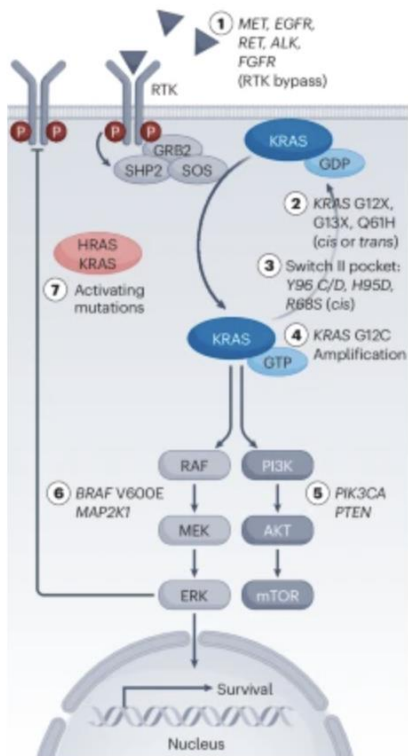 1 MET, EGFR,
RET, ALK,
FGFR
(RTK bypass)
RTK
P P P P
GRB2
SHP2 SOS
KRAS
GDP
2 KRAS G12X,
G13X, Q61H
(cis or trans)
HRAS
KRAS
7 Activating
mutations
3 Switch II pocket:
Y96 C/D, H95D,
R68S (cis)
KRAS
GTP
4 KRAS G12C
Amplification
RAF PI3K
6 BRAF V600E
MAP2K1
5 PIK3CA
PTEN
MEK AKT
ERK mTOR
Survival
Nucleus